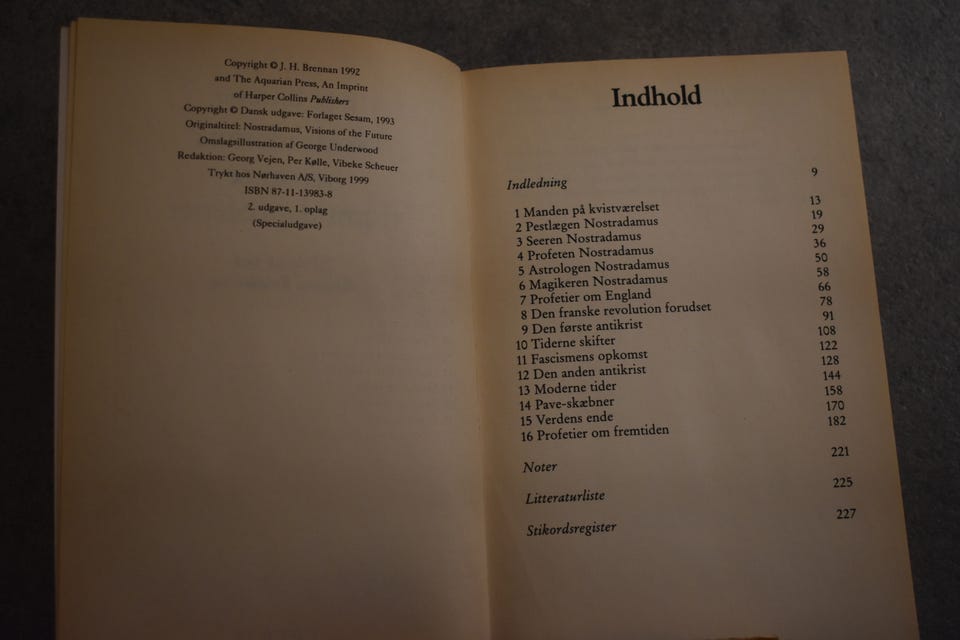 Copyright © J. H. Brennan 1992
and The Aquarian Press, An Imprint
of Harper Collins Publishers
Copyright © Dansk udgave: Forlaget Sesam, 1993
Originaltitel: Nostradamus, Visions of the Future
Omslagsillustration af George Underwood
Redaktion: Georg Vejen, Per Kølle, Vibeke Scheuer
Trykt hos Nørhaven A/S, Viborg 1999
ISBN 87-11-13983-8
2. udgave, 1. oplag
(Specialudgave)
Indhold
Indledning 9
1 Manden på kvistværelset 13
2 Pestlægen Nostradamus 19
3 Seeren Nostradamus 29
4 Profeten Nostradamus 36
5 Astrologen Nostradamus 50
6 Magikeren Nostradamus 58
7 Profetier om England 66
8 Den franske revolution forudset 78
9 Den første antikrist 91
10 Tiderne skifter 108
11 Fascismens opkomst 122
12 Den anden antikrist 128
13 Moderne tider 144
14 Pave-skæbner 158
15 Verdens ende 170
16 Profetier om fremtiden 182
Noter 221
Litteraturliste 225
Stikordsregister 227